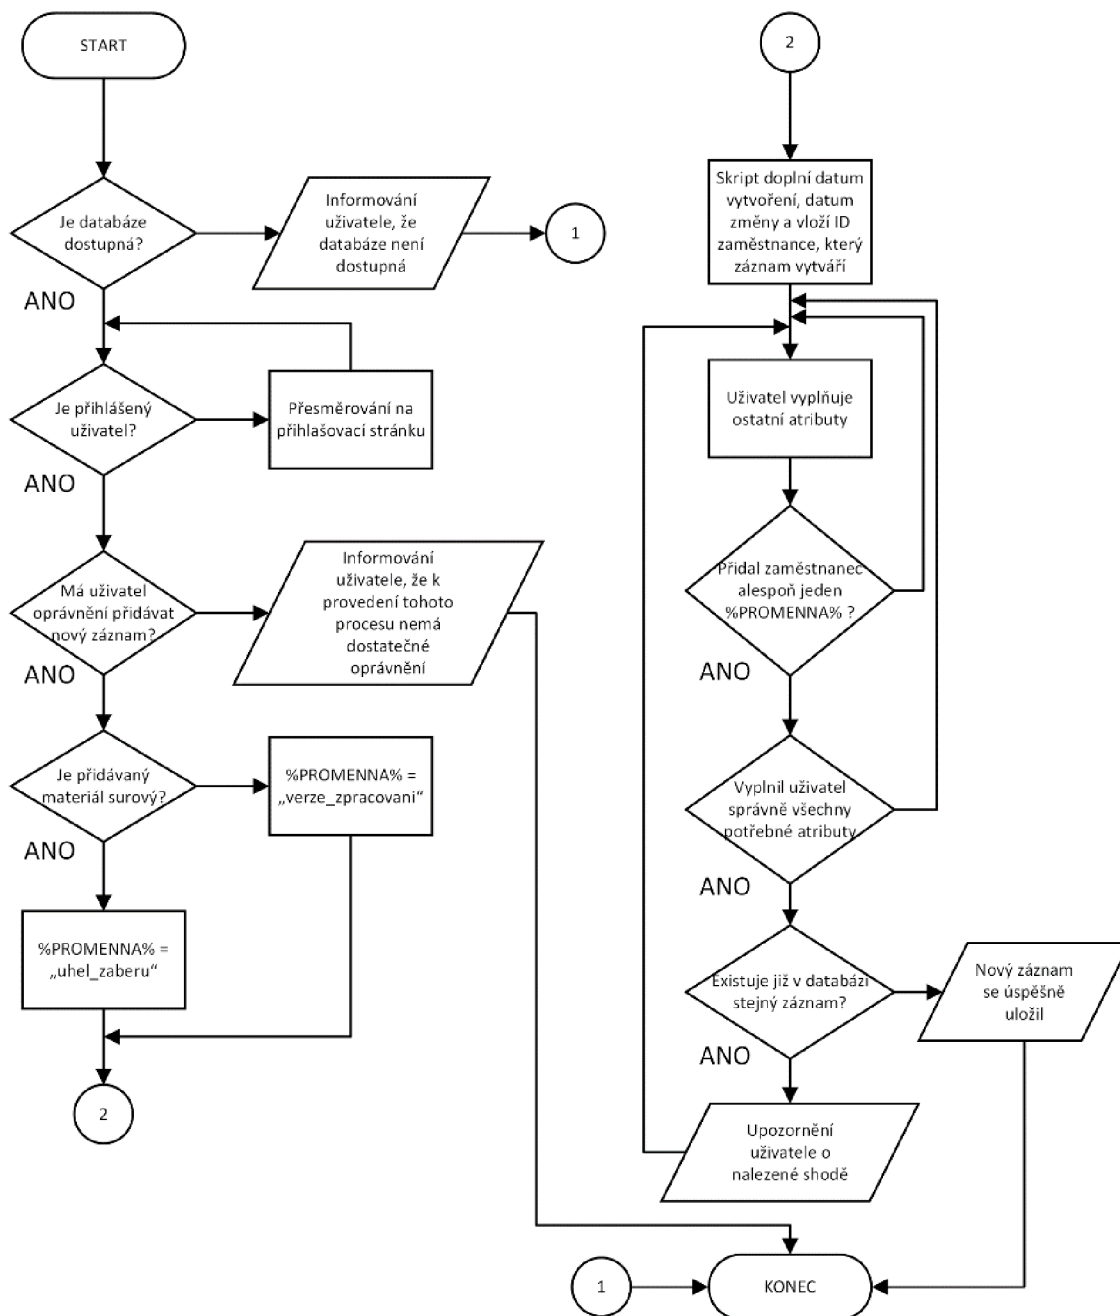 START
Je databáze
dostupná?
Informování
uživatele, že
databáze není
dostupná
1
ANO
Je přihlášený
uživatel?
Přesměrování na
přihlašovací stránku
ANO
Má uživatel
oprávnění přidávat
nový záznam?
Informování
uživatele, že k
provedení tohoto
procesu nemá
dostatečné
oprávnění
ANO
Je přidávaný
materiál surový?
%PROMENNA% =
„verze_zpracovani“
ANO
%PROMENNA% =
„uhel_zaberu“
2
2
Skript doplní datum
vytvoření, datum
změny a vloží ID
zaměstnance, který
záznam vytváří
Uživatel vyplňuje
ostatní atributy
Přidal zaměstnanec
alespoň jeden
%PROMENNA% ?
ANO
Vyplnil uživatel
správně všechny
potřebné atributy
ANO
Existuje již v databázi
stejný záznam?
Nový záznam
se úspěšně
uložil
ANO
Upozornění
uživatele o
nalezené shodě
1
KONEC